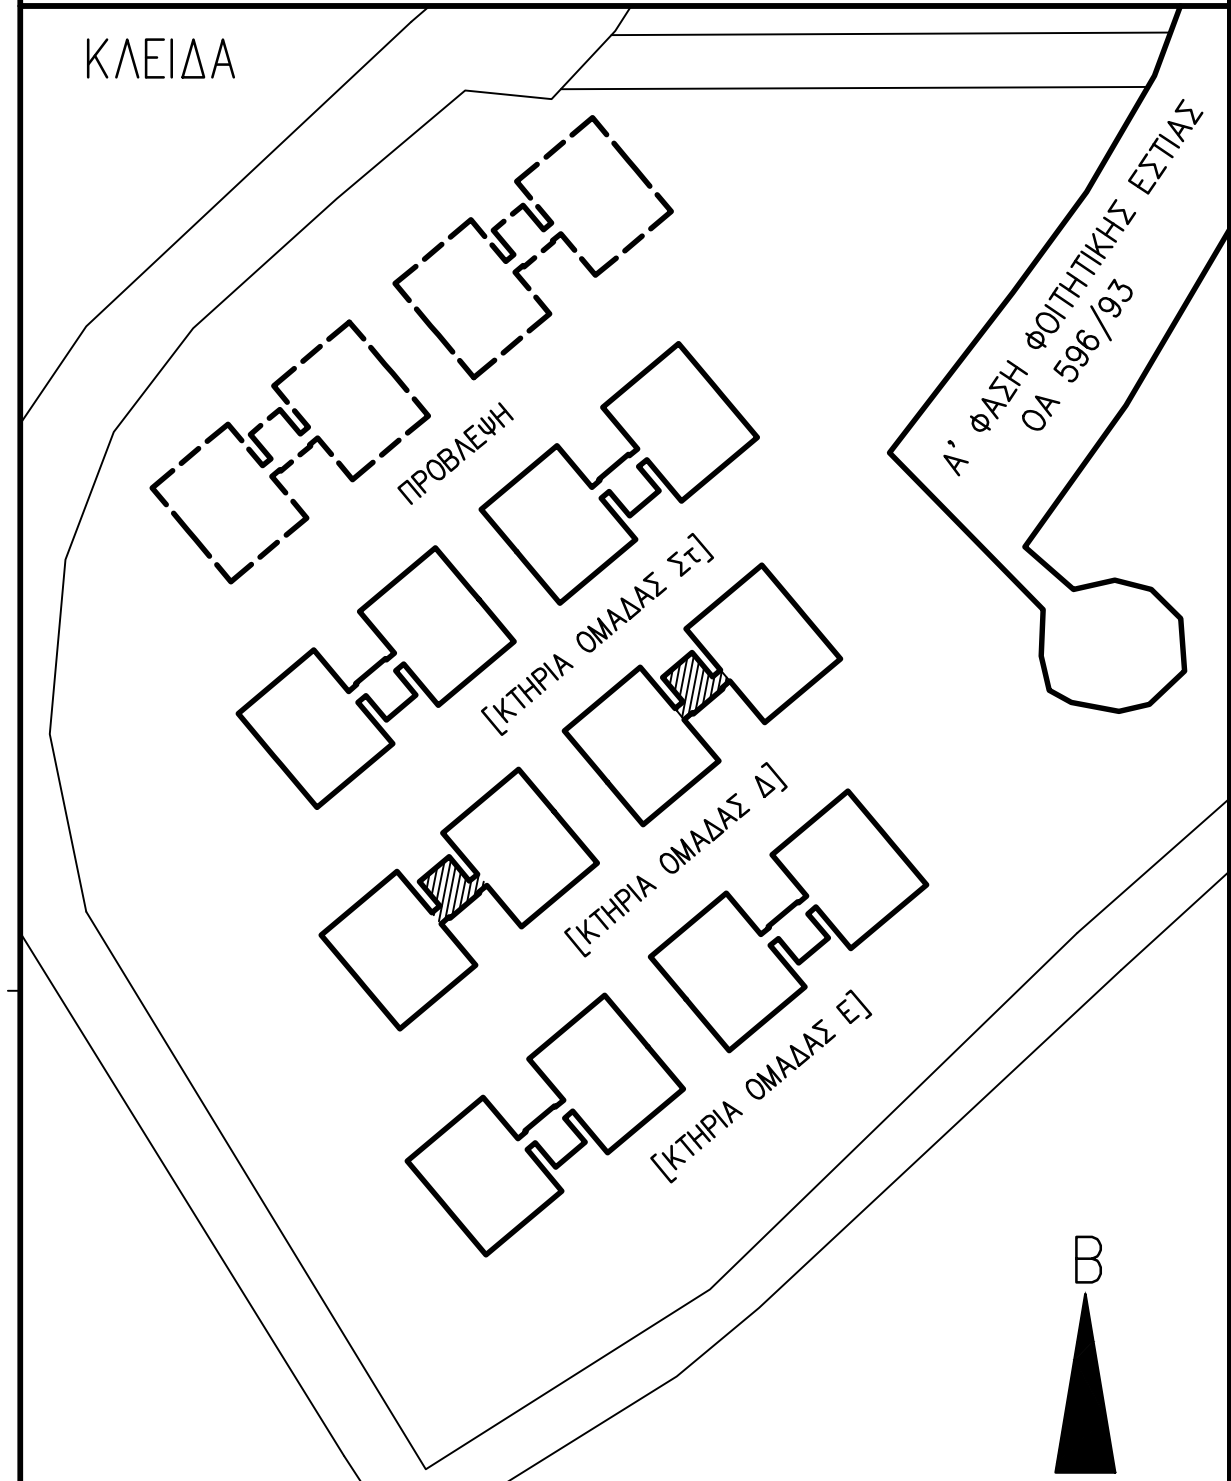 ΚΛΕΙΔΑ
Α' ΦΑΣΗ ΦΟΙΤΗΤΙΚΗΣ ΕΣΤΙΑΣ
ΟΑ 596/93
ΠΡΟΒΛΕΨΗ
[ΚΤΗΡΙΑ ΟΜΑΔΑΣ Στ]
[ΚΤΗΡΙΑ ΟΜΑΔΑΣ Δ]
[ΚΤΗΡΙΑ ΟΜΑΔΑΣ Ε]
Β